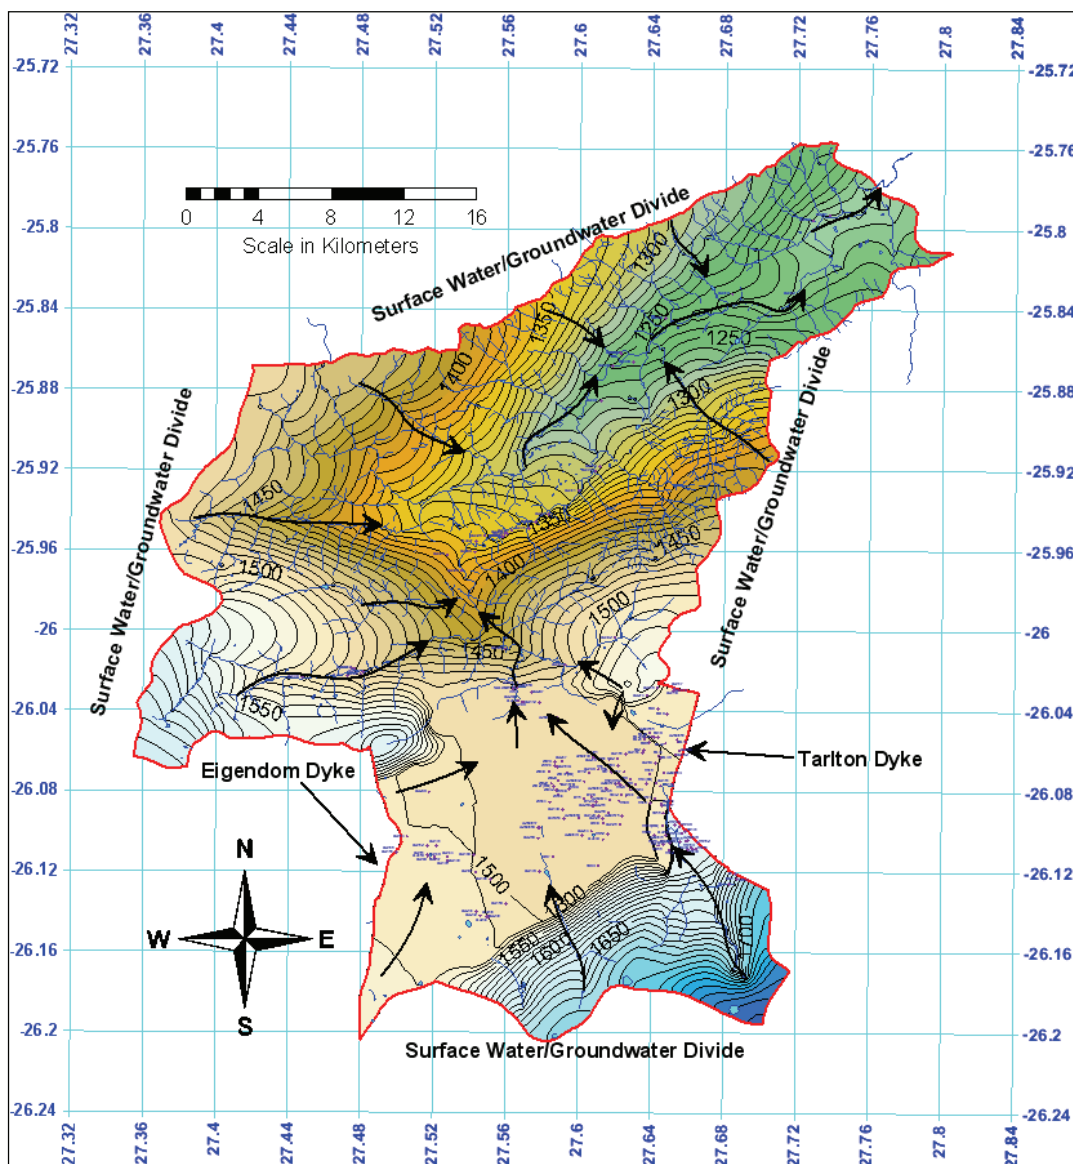 27.32 27.36 27.4 27.44 27.48 27.52 27.56 27.6 27.64 27.68 27.72 27.76 27.8 27.84
-25.72 -25.72
-25.76 -25.76
0 4 8 12 16
Scale in Kilometers
Surface Water/Groundwater Divide
-25.8 -25.8
1300
-25.84 -25.84
1350
1250
1250
-25.88 -25.88
1400
1300
Surface Water/Groundwater Divide
Surface Water/Groundwater Divide
-25.92 -25.92
1450
1350
1450
-25.96 -25.96
1500
1400
1500
-26 -26
1450
1550
-26.04 -26.04
Eigendom Dyke
Tarlton Dyke
-26.08 -26.08
-26.12 -26.12
1500
1300
1550
1600
1650
1700
N
W E
S
-26.16 -26.16
-26.2 -26.2
Surface Water/Groundwater Divide
-26.24 -26.24
27.32 27.36 27.4 27.44 27.48 27.52 27.56 27.6 27.64 27.68 27.72 27.76 27.8 27.84